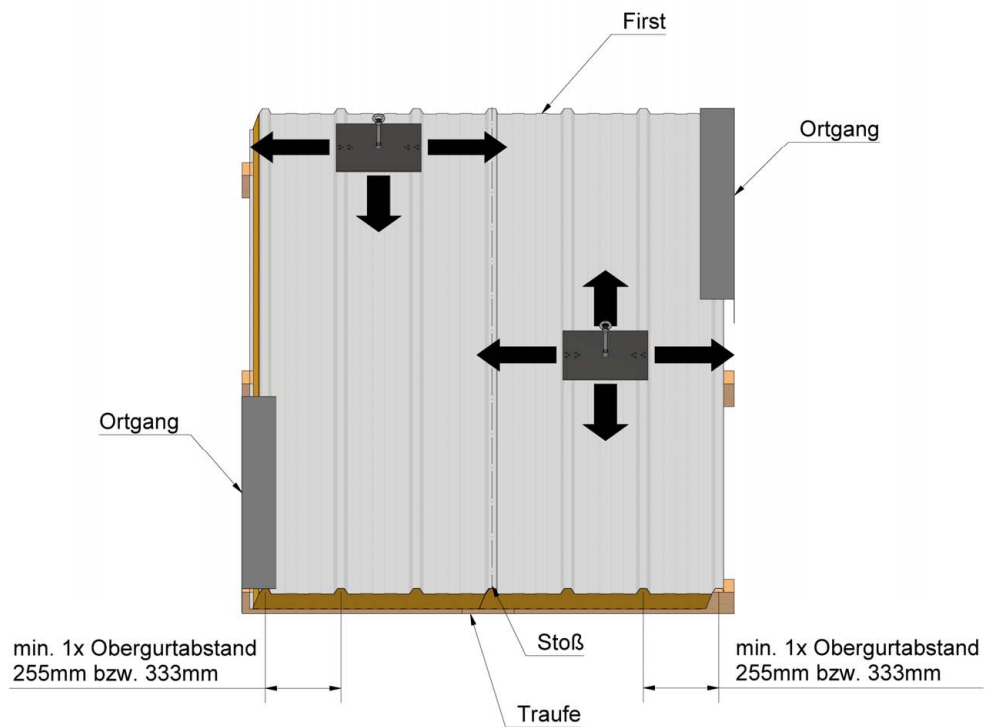 First
Ortgang
Ortgang
min. 1x Obergurtabstand
255mm bzw. 333mm
Stoß
min. 1x Obergurtabstand
255mm bzw. 333mm
Traufe